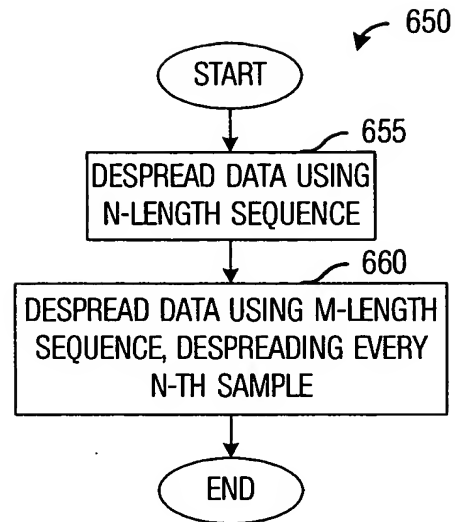 650
START
655
DESPREAD DATA USING
N-LENGTH SEQUENCE
660
DESPREAD DATA USING M-LENGTH
SEQUENCE, DESPREADING EVERY
N-TH SAMPLE
END